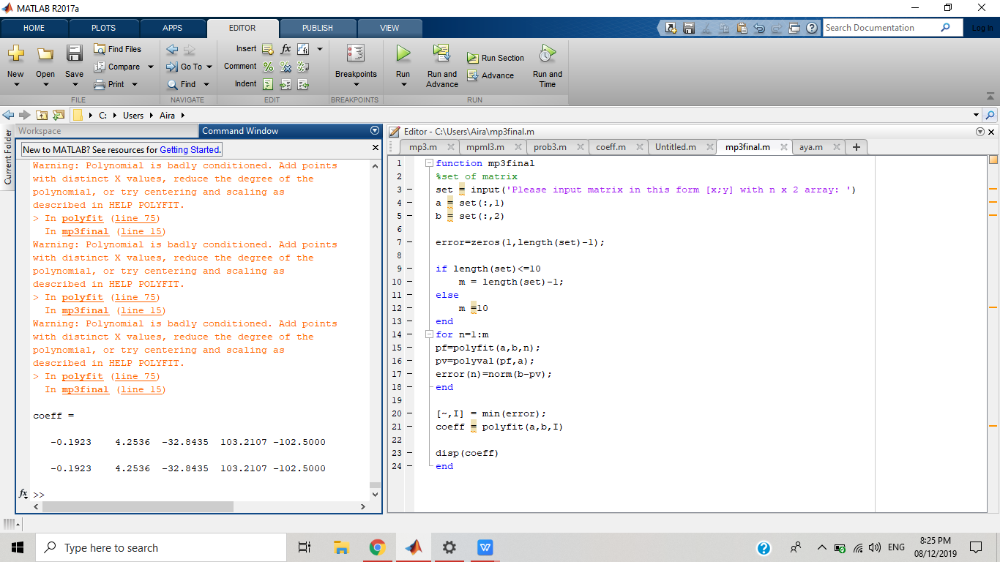 MATLAB R2017a
HOME PLOTS APPS EDITOR PUBLISH VIEW
Search Documentation
Log In
New Open Save
Find Files
Compare
Print
FILE
Go To
Find
NAVIGATE
Insert fx
Comment
Indent
EDIT
Breakpoints
BREAKPOINTS
Run
Run and Advance
Run Section
Advance
Run and Time
RUN
C: Users Aira
Current Folder
Workspace
Command Window
New to MATLAB? See resources for Getting Started.
Warning: Polynomial is badly conditioned. Add points
with distinct X values, reduce the degree of the
polynomial, or try centering and scaling as
described in HELP POLYFIT.
> In polyfit (line 75)
In mp3final (line 15)
Warning: Polynomial is badly conditioned. Add points
with distinct X values, reduce the degree of the
polynomial, or try centering and scaling as
described in HELP POLYFIT.
> In polyfit (line 75)
In mp3final (line 15)
Warning: Polynomial is badly conditioned. Add points
with distinct X values, reduce the degree of the
polynomial, or try centering and scaling as
described in HELP POLYFIT.
> In polyfit (line 75)
In mp3final (line 15)
coeff =
-0.1923 4.2536 -32.8435 103.2107 -102.5000
-0.1923 4.2536 -32.8435 103.2107 -102.5000
fx >>
Editor - C:\Users\Aira\mp3final.m
mp3.m mpml3.m prob3.m coeff.m Untitled.m mp3final.m aya.m +
1 function mp3final
2 %set of matrix
3 set = input('Please input matrix in this form [x;y] with n x 2 array: ')
4 a = set(:,1)
5 b = set(:,2)
6
7 error=zeros(1,length(set)-1);
8
9 if length(set)<=10
10 m = length(set)-1;
11 else
12 m =10
13 end
14 for n=1:m
15 pf=polyfit(a,b,n);
16 pv=polyval(pf,a);
17 error(n)=norm(b-pv);
18 end
19
20 [~,I] = min(error);
21 coeff = polyfit(a,b,I)
22
23 disp(coeff)
24 end
Type here to search
ENG
8:25 PM
08/12/2019